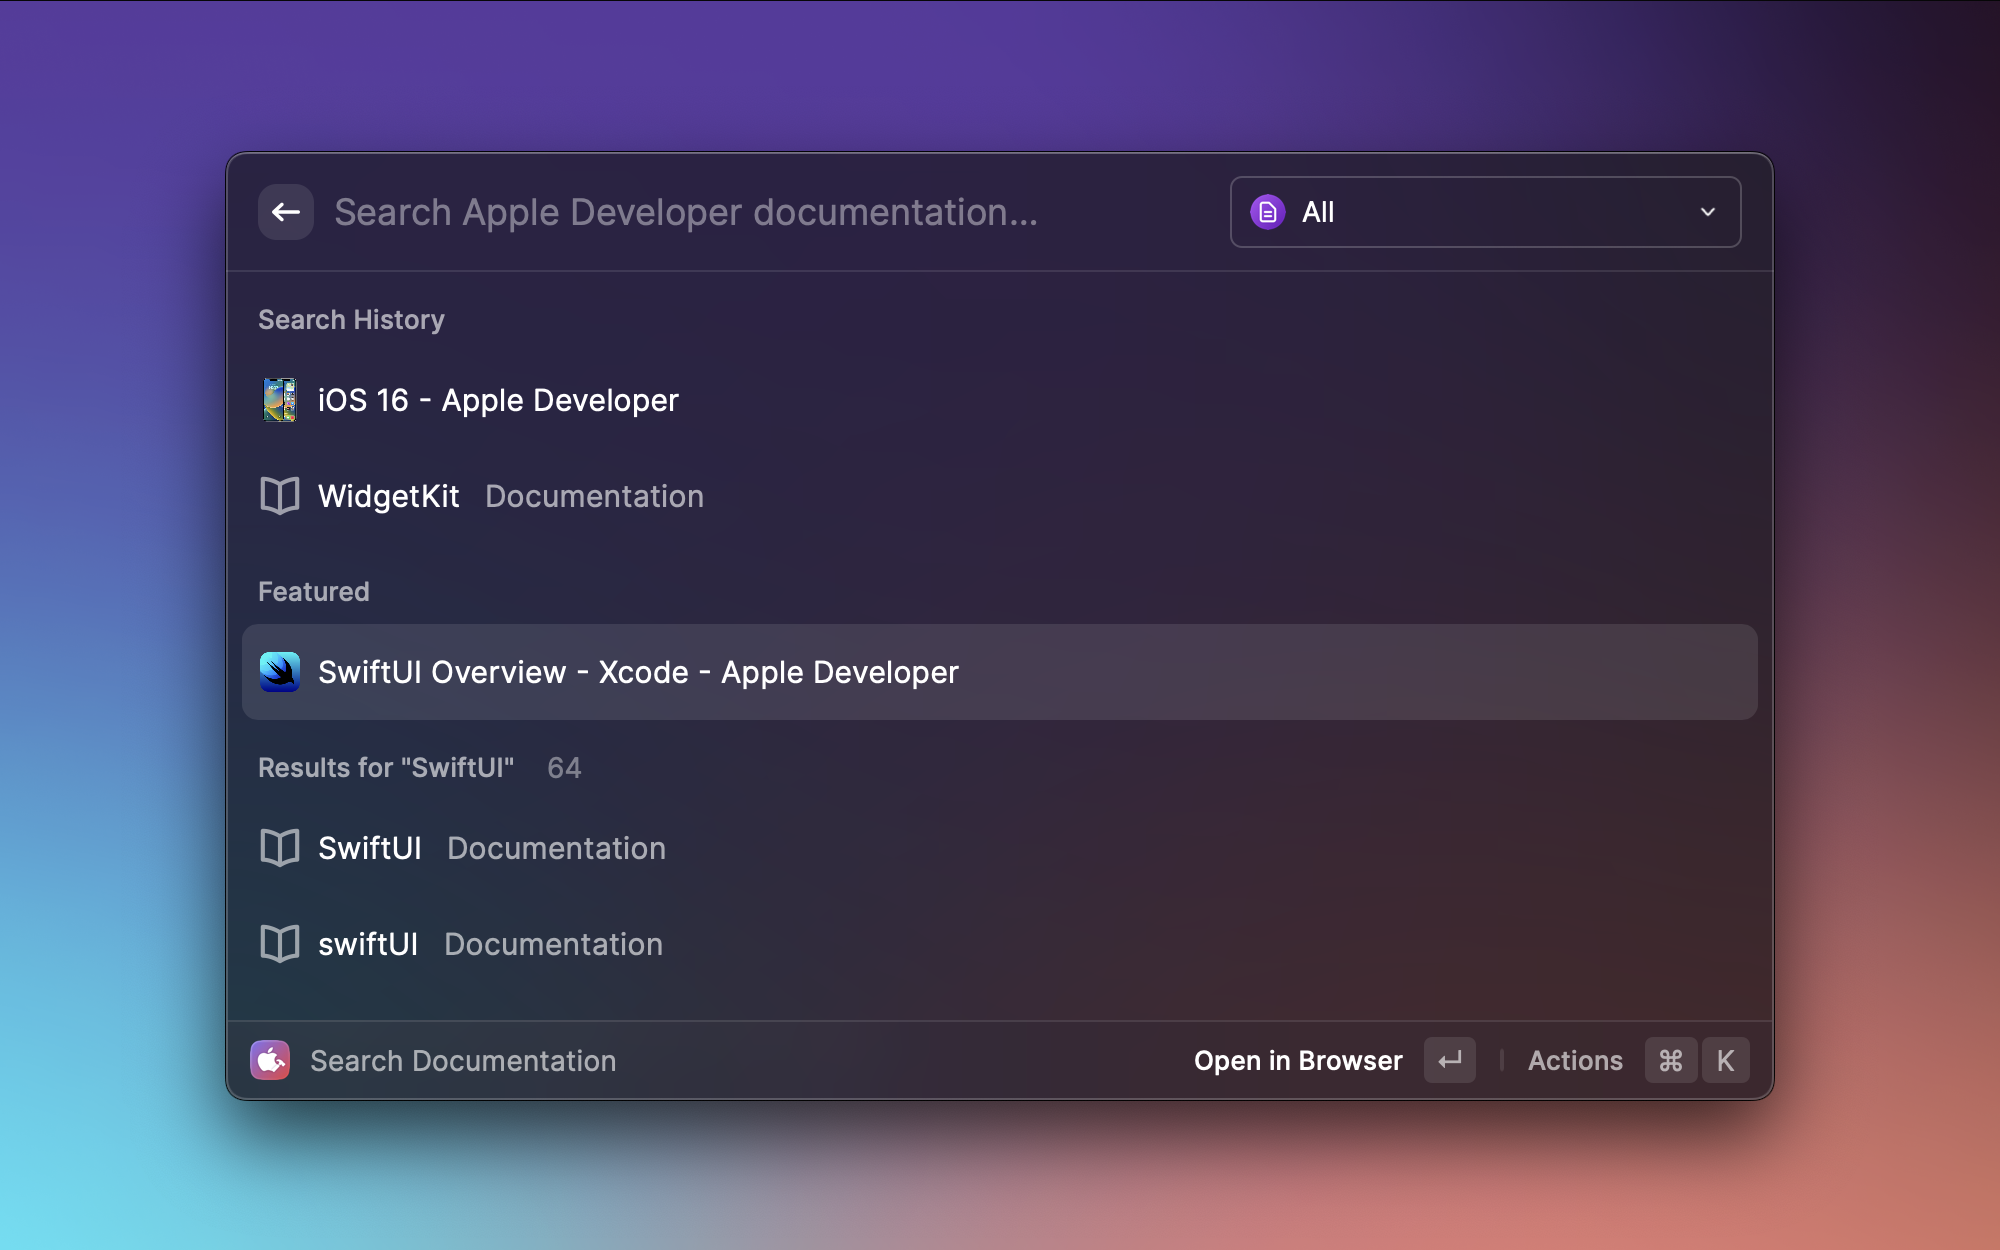 Search Apple Developer documentation...
All
Search History
iOS 16 - Apple Developer
WidgetKit Documentation
Featured
SwiftUI Overview - Xcode - Apple Developer
Results for "SwiftUI" 64
SwiftUI Documentation
swiftUI Documentation
Search Documentation
Open in Browser ↵ | Actions ⌘ K